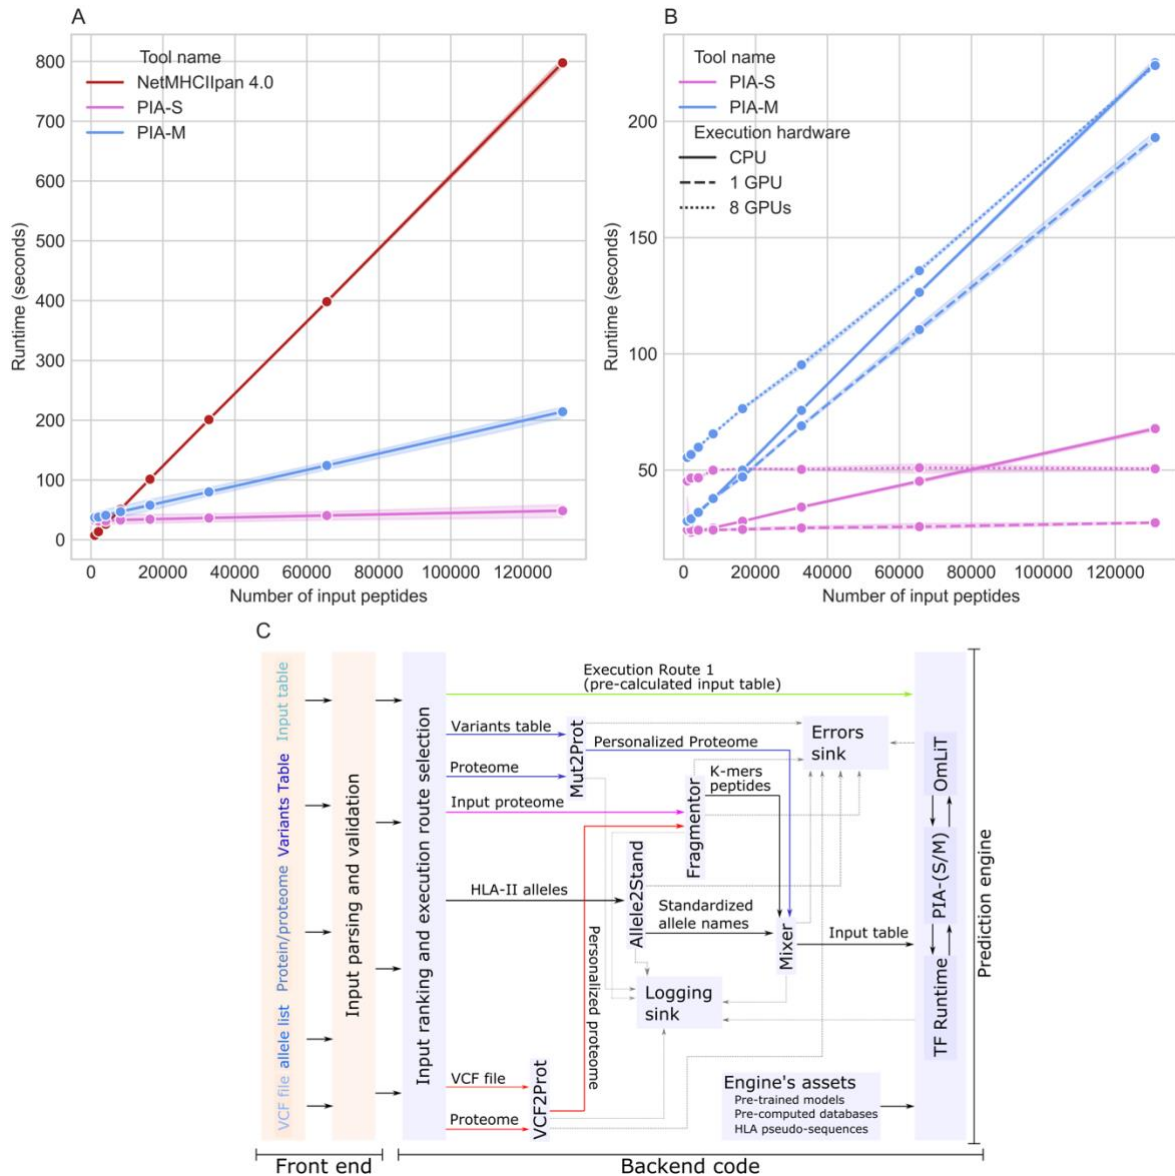 A
Tool name
NetMHCIIpan 4.0
PIA-S
PIA-M
800
700
600
500
400
300
200
100
0
Runtime (seconds)
0 20000 40000 60000 80000 100000 120000
Number of input peptides
B
Tool name
PIA-S
PIA-M
Execution hardware
CPU
1 GPU
8 GPUs
200
150
100
50
Runtime (seconds)
0 20000 40000 60000 80000 100000 120000
Number of input peptides
C
Input table
Variants Table
Protein/proteome
allele list
VCF file
Input parsing and validation
Input ranking and execution route selection
Execution Route 1
(pre-calculated input table)
Variants table
Proteome
Mut2Prot
Personalized Proteome
Input proteome
Fragmentor
K-mers
peptides
Errors
sink
HLA-II alleles
Allele2Stand
Standardized
allele names
Mixer
Input table
Personalized proteome
Logging
sink
VCF file
Proteome
VCF2Prot
Engine's assets
Pre-trained models
Pre-computed databases
HLA pseudo-sequences
OmLiT
PIA-(S/M)
TF Runtime
Prediction engine
Front end
Backend code